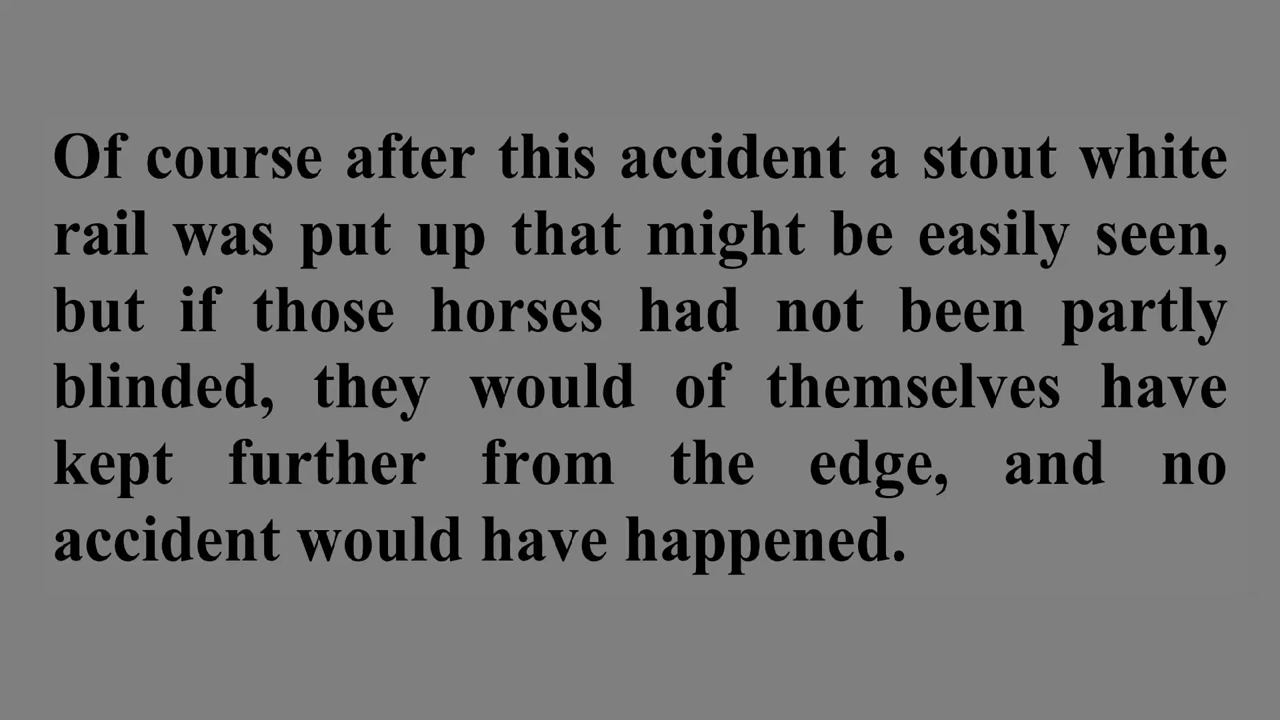 Of course after this accident a stout white
rail was put up that might be easily seen,
but if those horses had not been partly
blinded, they would of themselves have
kept further from the edge, and no
accident would have happened.